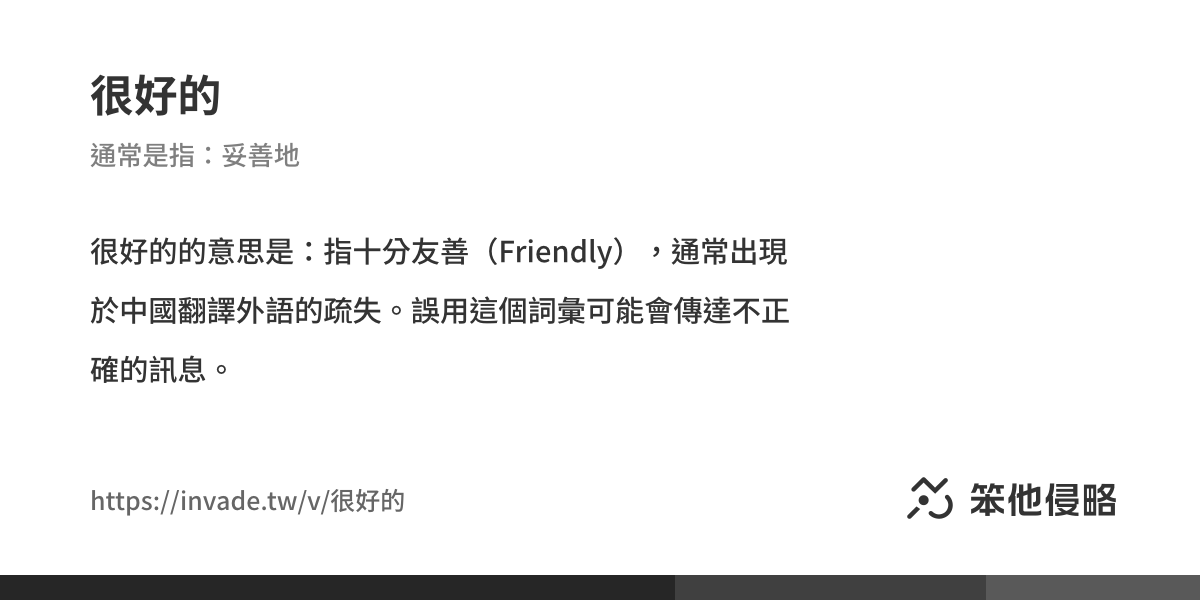 很好的
通常是指：妥善地
很好的的意思是：指十分友善（Friendly），通常出現
於中國翻譯外語的疏失。誤用這個詞彙可能會傳達不正
確的訊息。
https://invade.tw/v/很好的
笨他侵略